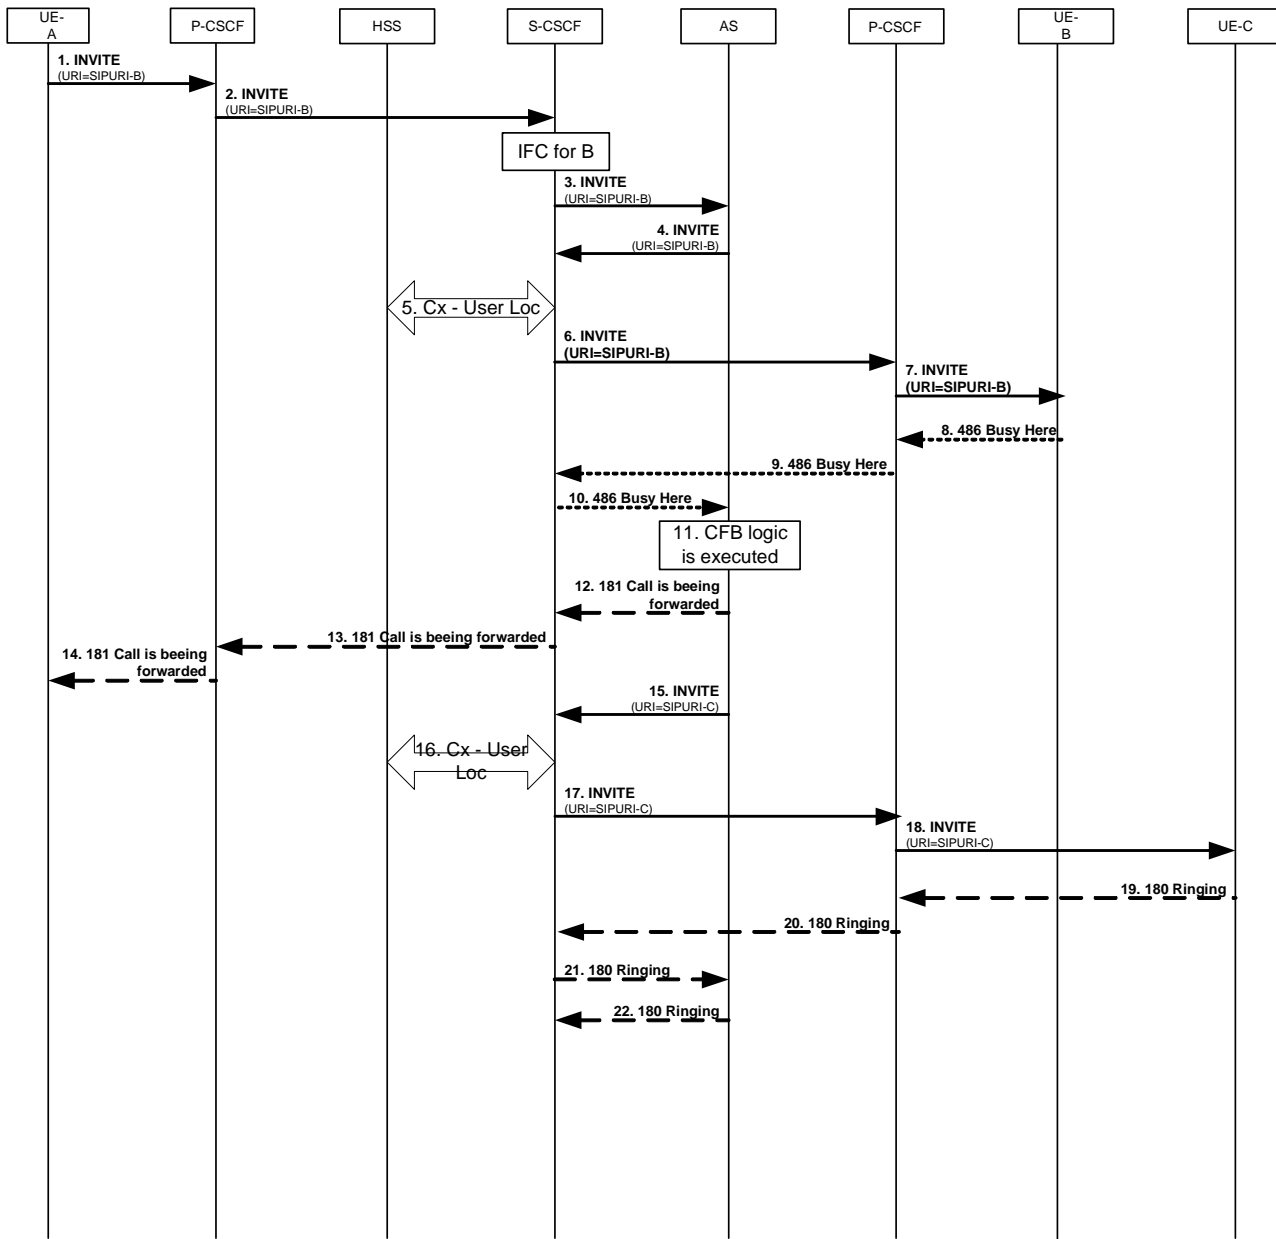 UE-
A
P-CSCF
HSS
S-CSCF
AS
P-CSCF
UE-
B
UE-C
1. INVITE
(URI=SIPURI-B)
2. INVITE
(URI=SIPURI-B)
IFC for B
3. INVITE
(URI=SIPURI-B)
4. INVITE
(URI=SIPURI-B)
5. Cx - User Loc
6. INVITE
(URI=SIPURI-B)
7. INVITE
(URI=SIPURI-B)
8. 486 Busy Here
9. 486 Busy Here
10. 486 Busy Here
11. CFB logic
is executed
12. 181 Call is beeing
forwarded
13. 181 Call is beeing forwarded
14. 181 Call is beeing
forwarded
15. INVITE
(URI=SIPURI-C)
16. Cx - User
Loc
17. INVITE
(URI=SIPURI-C)
18. INVITE
(URI=SIPURI-C)
19. 180 Ringing
20. 180 Ringing
21. 180 Ringing
22. 180 Ringing